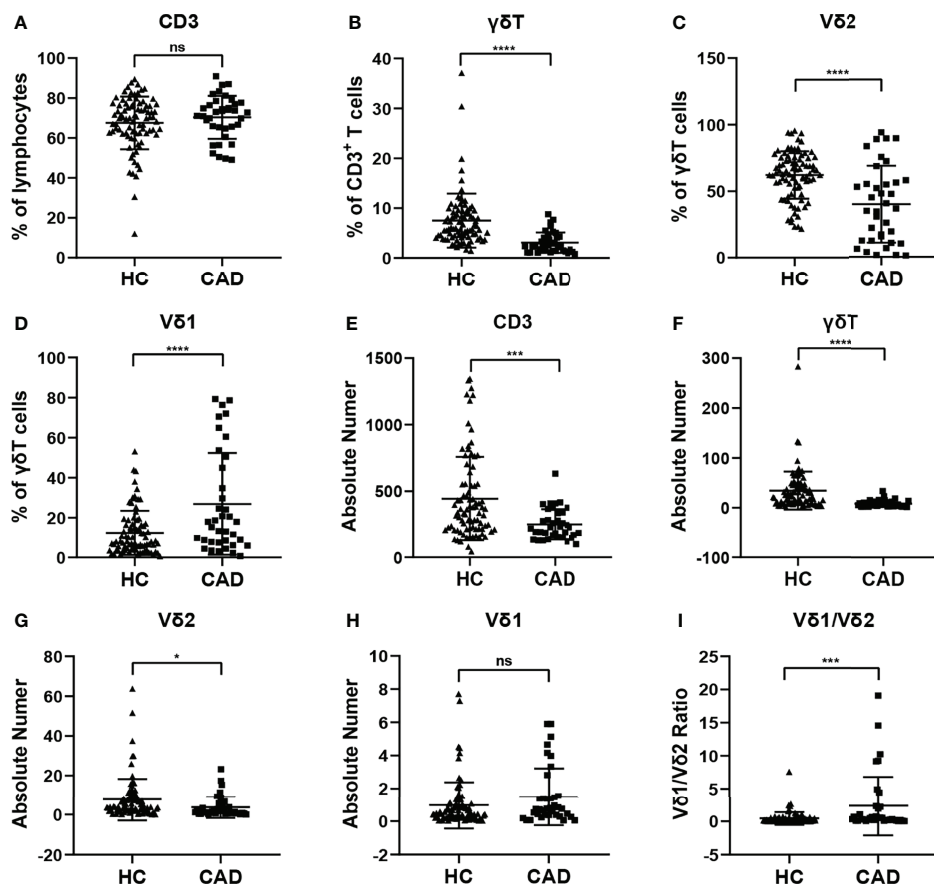 A CD3
ns
% of lymphocytes
100
80
60
40
20
0
HC CAD
B γδT
****
% of CD3+ T cells
40
30
20
10
0
HC CAD
C Vδ2
****
% of γδT cells
150
100
50
0
HC CAD
D Vδ1
****
% of γδT cells
100
80
60
40
20
0
HC CAD
E CD3
***
Absolute Numer
1500
1000
500
0
HC CAD
F γδT
****
Absolute Numer
300
200
100
0
-100
HC CAD
G Vδ2
*
Absolute Numer
80
60
40
20
0
-20
HC CAD
H Vδ1
ns
Absolute Numer
10
8
6
4
2
0
-2
HC CAD
I Vδ1/Vδ2
***
Vδ1/Vδ2 Ratio
25
20
15
10
5
0
-5
HC CAD